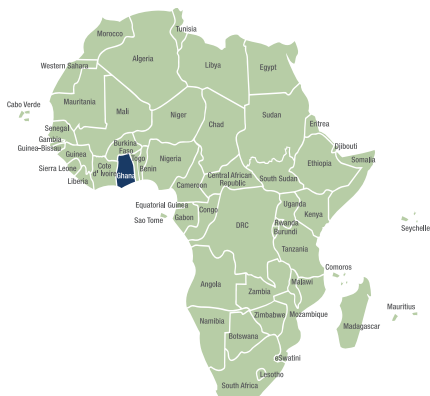 Morocco
Tunisia
Algeria
Libya
Egypt
Western Sahara
Cabo Verde
Mauritania
Mali
Niger
Chad
Sudan
Eritrea
Senegal
Gambia
Guinea-Bissau
Guinea
Burkina
Faso
Togo
Benin
Nigeria
Djibouti
Somalia
Ethiopia
Sierra Leone
Liberia
Cote
d' Ivoire
Ghana
Cameroon
Central African
Republic
South Sudan
Equatorial Guinea
Sao Tome
Gabon
Congo
DRC
Uganda
Kenya
Rwanda
Burundi
Tanzania
Seychelle
Comoros
Angola
Zambia
Malawi
Mozambique
Mauritius
Madagascar
Zimbabwe
Namibia
Botswana
eSwatini
Lesotho
South Africa